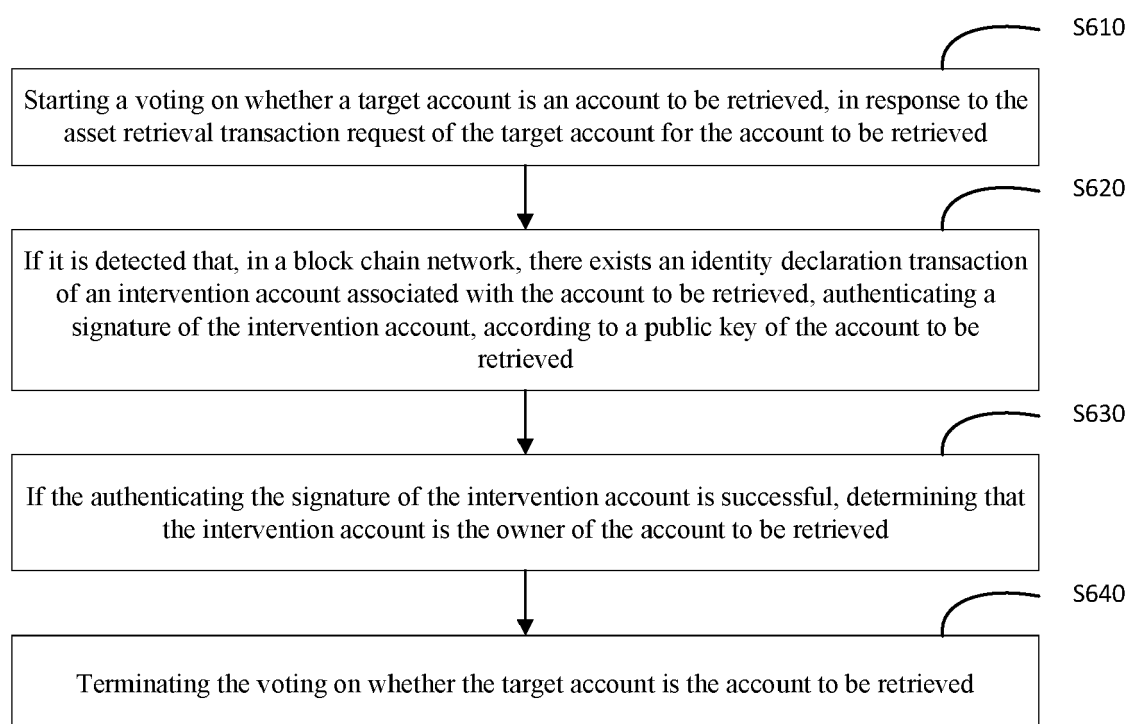 S610
Starting a voting on whether a target account is an account to be retrieved, in response to the
asset retrieval transaction request of the target account for the account to be retrieved
S620
If it is detected that, in a block chain network, there exists an identity declaration transaction
of an intervention account associated with the account to be retrieved, authenticating a
signature of the intervention account, according to a public key of the account to be
retrieved
S630
If the authenticating the signature of the intervention account is successful, determining that
the intervention account is the owner of the account to be retrieved
S640
Terminating the voting on whether the target account is the account to be retrieved